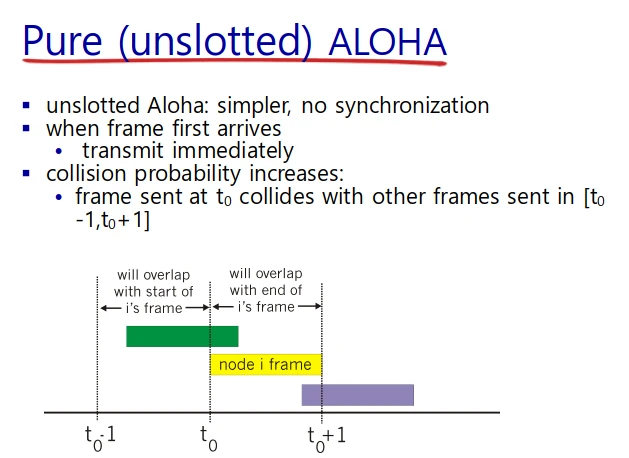 Pure (unslotted) ALOHA
▪ unslotted Aloha: simpler, no synchronization
▪ when frame first arrives
• transmit immediately
▪ collision probability increases:
• frame sent at t₀ collides with other frames sent in [t₀
-1,t₀+1]
will overlap
with start of
i's frame
will overlap
with end of
i's frame
node i frame
t₀-1
t₀
t₀+1